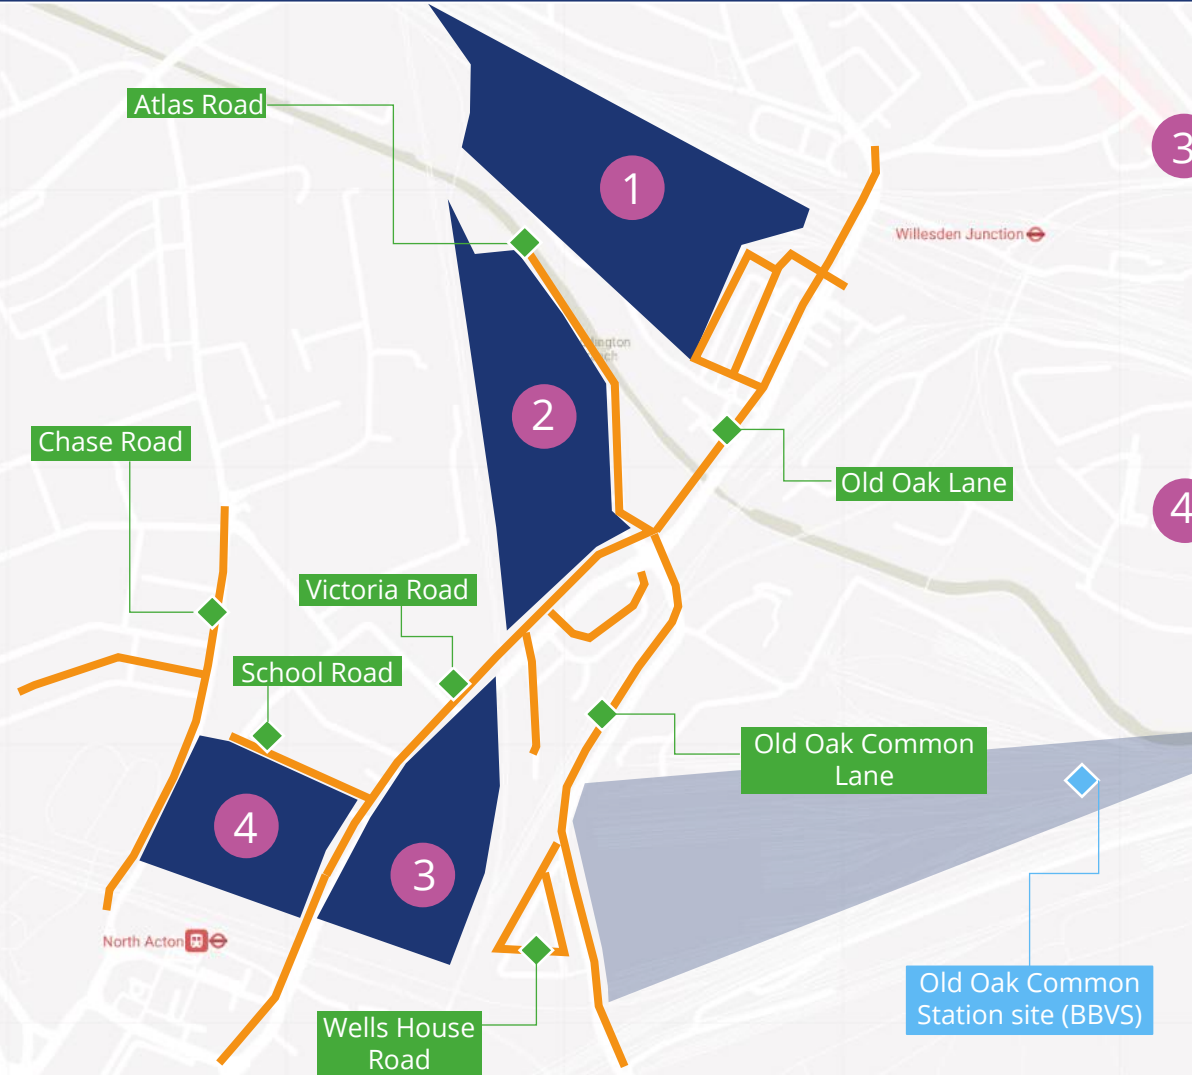 Atlas Road
3
1
Willesden Junction
2
Chase Road
Old Oak Lane
4
Victoria Road
School Road
Old Oak Common
Lane
4
3
North Acton
Old Oak Common
Station site (BBVS)
Wells House
Road